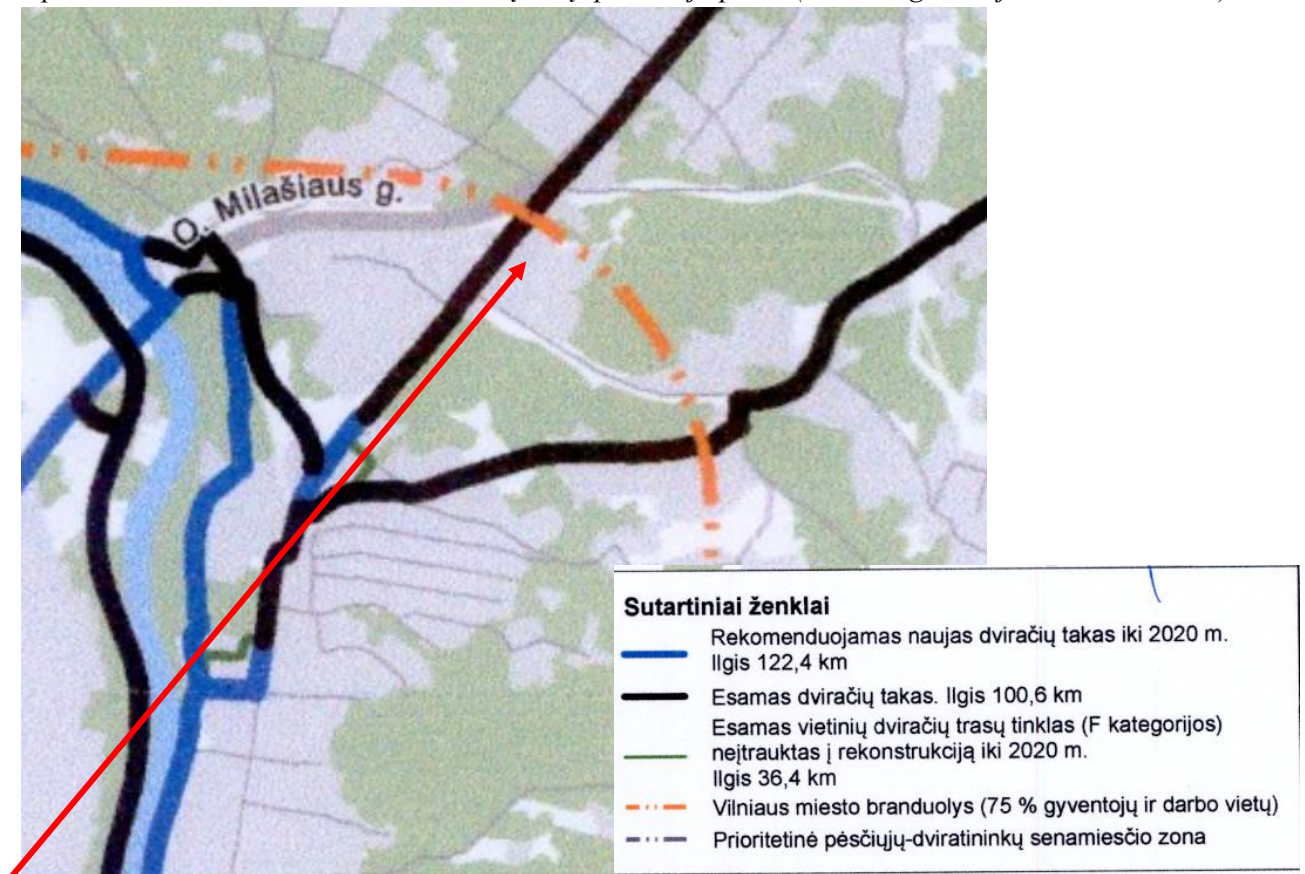 O. Milašiaus g.
Sutartiniai ženklai
Rekomenduojamas naujas dviračių takas iki 2020 m.
Ilgis 122,4 km
Esamas dviračių takas. Ilgis 100,6 km
Esamas vietinių dviračių trasų tinklas (F kategorijos)
neįtrauktas į rekonstrukciją iki 2020 m.
Ilgis 36,4 km
Vilniaus miesto branduolys (75 % gyventojų ir darbo vietų)
Prioritetinė pėsčiųjų-dviratininkų senamiesčio zona